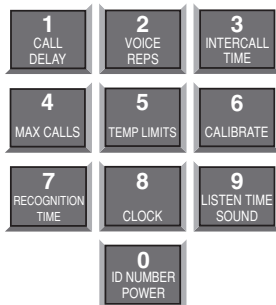 1
CALL
DELAY
2
VOICE
REPS
3
INTERCALL
TIME
4
MAX CALLS
5
TEMP LIMITS
6
CALIBRATE
7
RECOGNITION
TIME
8
CLOCK
9
LISTEN TIME
SOUND
0
ID NUMBER
POWER